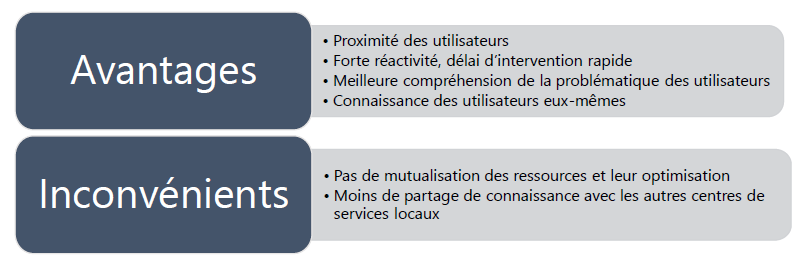 Avantages
• Proximité des utilisateurs
• Forte réactivité, délai d’intervention rapide
• Meilleure compréhension de la problématique des utilisateurs
• Connaissance des utilisateurs eux-mêmes
Inconvénients
• Pas de mutualisation des ressources et leur optimisation
• Moins de partage de connaissance avec les autres centres de
services locaux